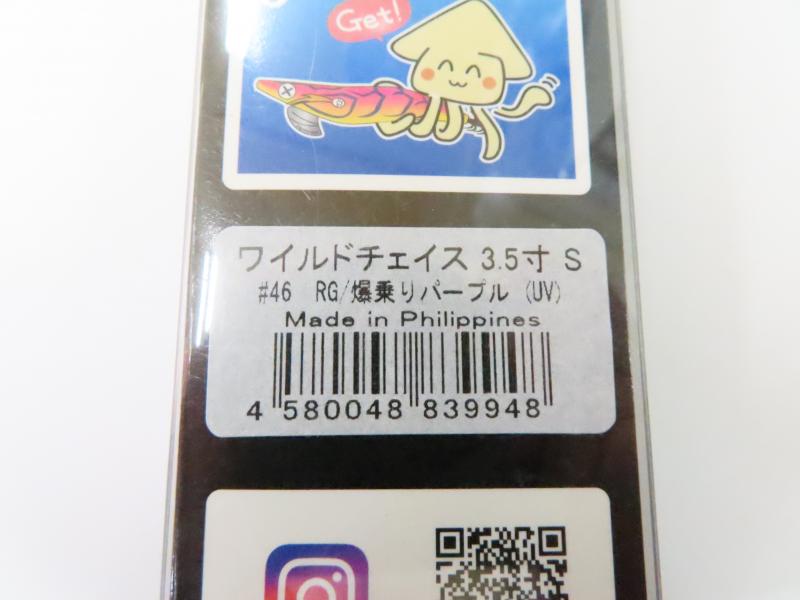 Get!
ワイルドチェイス 3.5寸 S
#46 RG/爆乗りパープル (UV)
Made in Philippines
4 580048 839948